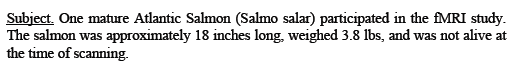 Subject. One mature Atlantic Salmon (Salmo salar) participated in the fMRI study.
The salmon was approximately 18 inches long, weighed 3.8 lbs, and was not alive at
the time of scanning.